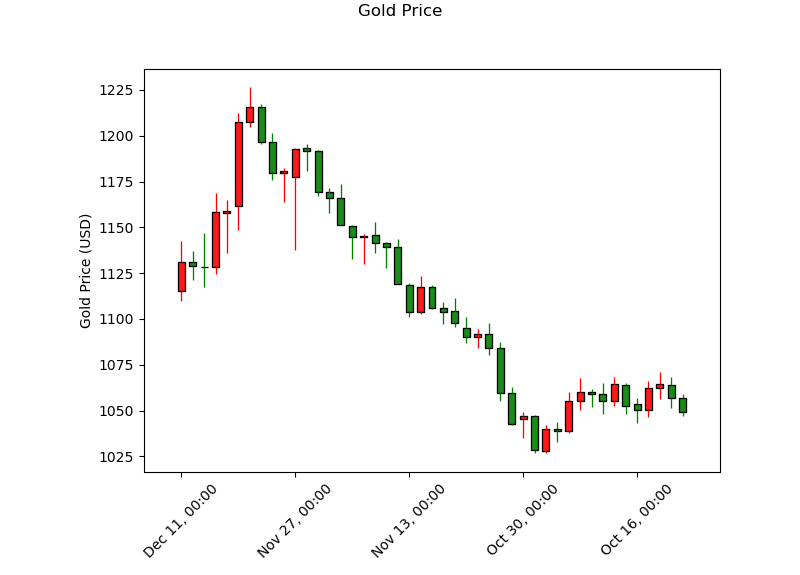 Gold Price
1225
1200
1175
1150
1125
1100
1075
1050
1025
Gold Price (USD)
Dec 11, 00:00
Nov 27, 00:00
Nov 13, 00:00
Oct 30, 00:00
Oct 16, 00:00